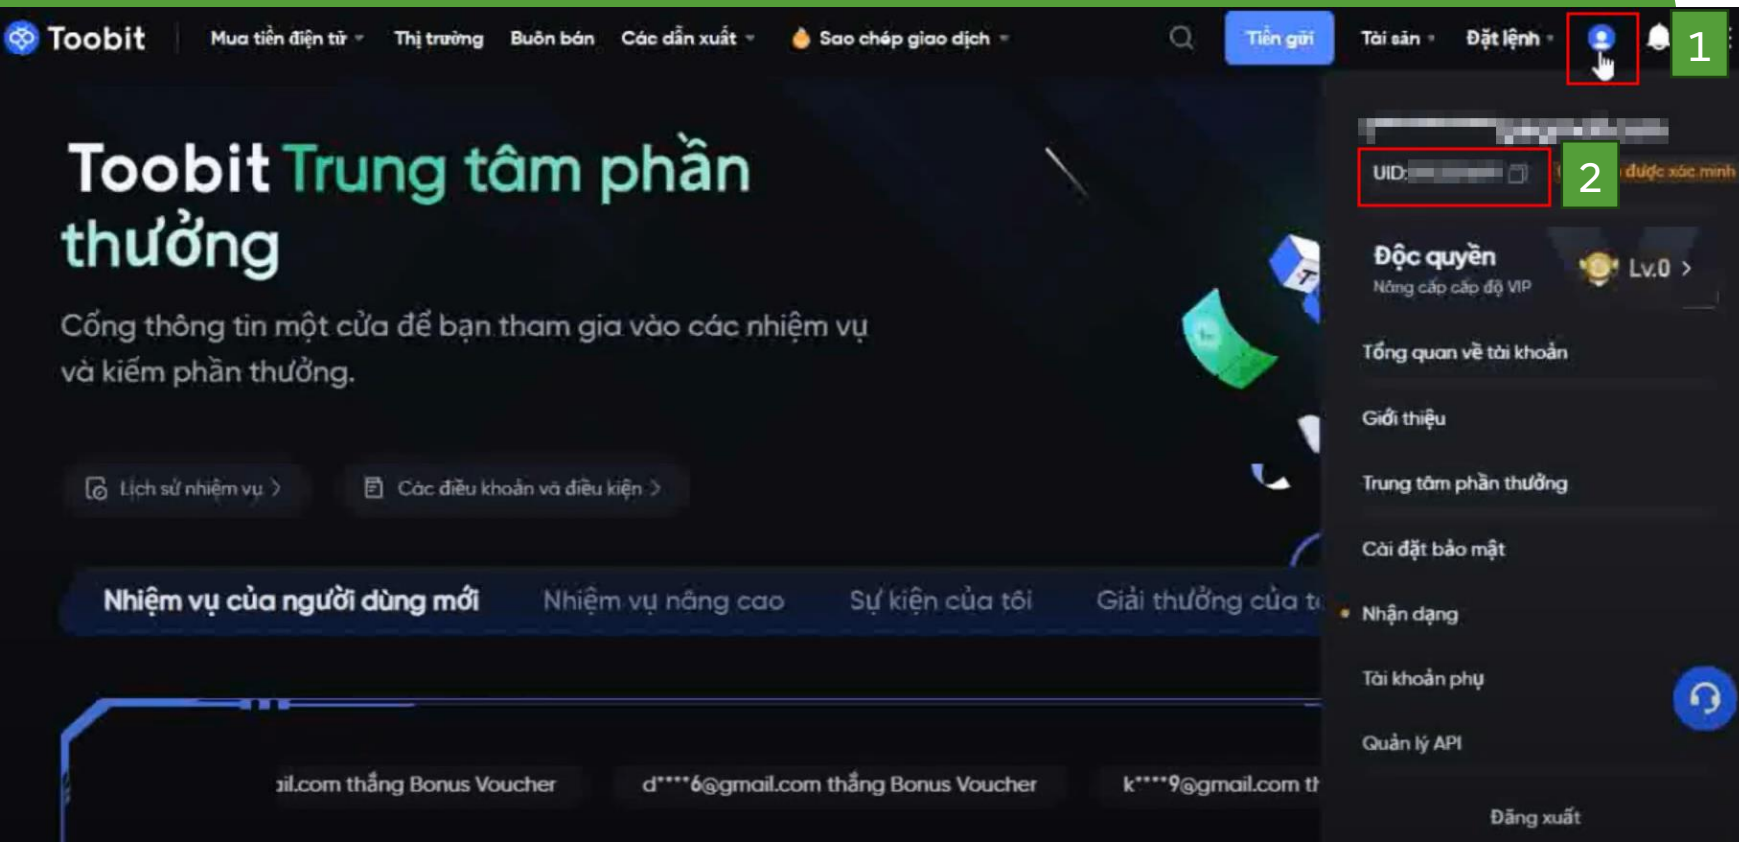 Toobit
Mua tiền điện tử
Thị trường
Buôn bán
Các dẫn xuất
Sao chép giao dịch
Tiền gửi
Tài sản
Đặt lệnh
1
UID:
2
được xác minh
Toobit Trung tâm phần
thưởng
Cổng thông tin một cửa để bạn tham gia vào các nhiệm vụ
và kiếm phần thưởng.
Lịch sử nhiệm vụ
Các điều khoản và điều kiện
Độc quyền
Nâng cấp cấp độ VIP
Lv.0
Tổng quan về tài khoản
Giới thiệu
Trung tâm phần thưởng
Cài đặt bảo mật
Nhận dạng
Tài khoản phụ
Quản lý API
Đăng xuất
Nhiệm vụ của người dùng mới
Nhiệm vụ nâng cao
Sự kiện của tôi
Giải thưởng của
ail.com thắng Bonus Voucher
d****6@gmail.com thắng Bonus Voucher
k****9@gmail.com th